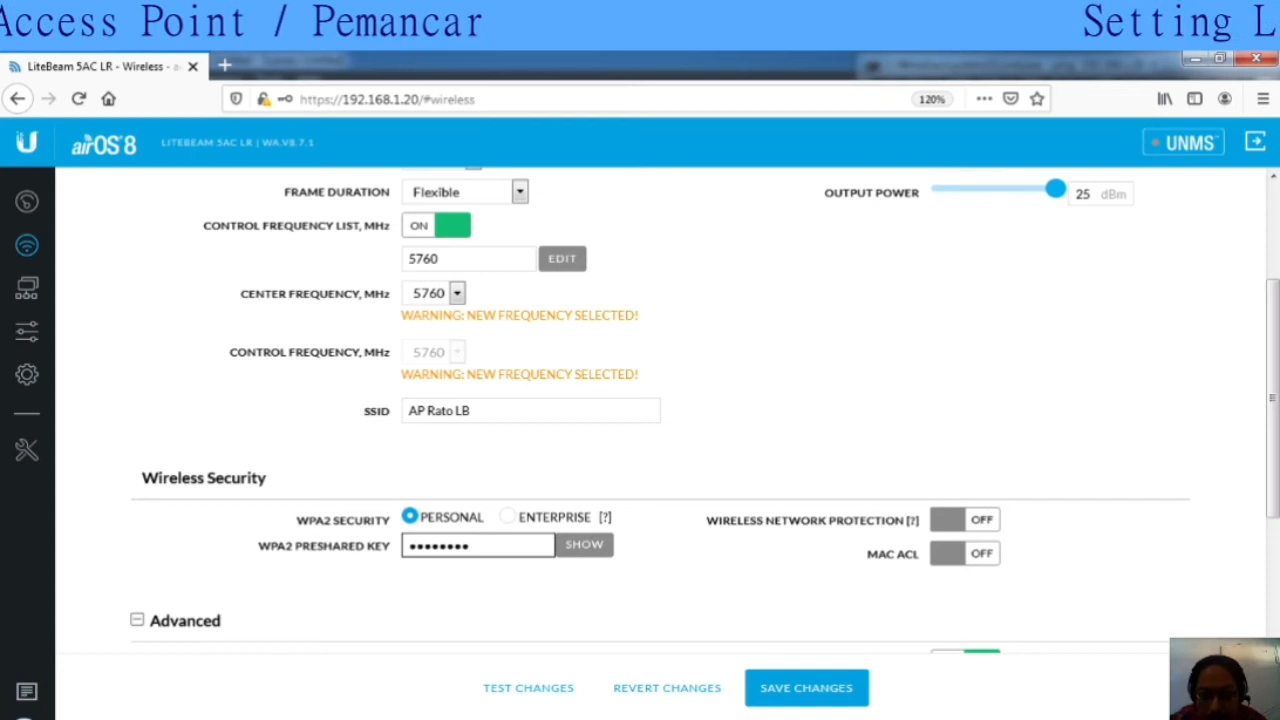 Access Point / Pemancar
Setting L
LiteBeam 5AC LR - Wireless - a
https://192.168.1.20/#wireless
120%
airOS 8
LITEBEAM 5AC LR | WA.V8.7.1
UNMS
FRAME DURATION
Flexible
OUTPUT POWER
25 dBm
CONTROL FREQUENCY LIST, MHz
ON
5760
EDIT
CENTER FREQUENCY, MHz
5760
WARNING: NEW FREQUENCY SELECTED!
CONTROL FREQUENCY, MHz
5760
WARNING: NEW FREQUENCY SELECTED!
SSID
AP Rato LB
Wireless Security
WPA2 SECURITY
PERSONAL
ENTERPRISE [?]
WIRELESS NETWORK PROTECTION [?]
OFF
WPA2 PRESHARED KEY
••••••••
SHOW
MAC ACL
OFF
Advanced
TEST CHANGES
REVERT CHANGES
SAVE CHANGES